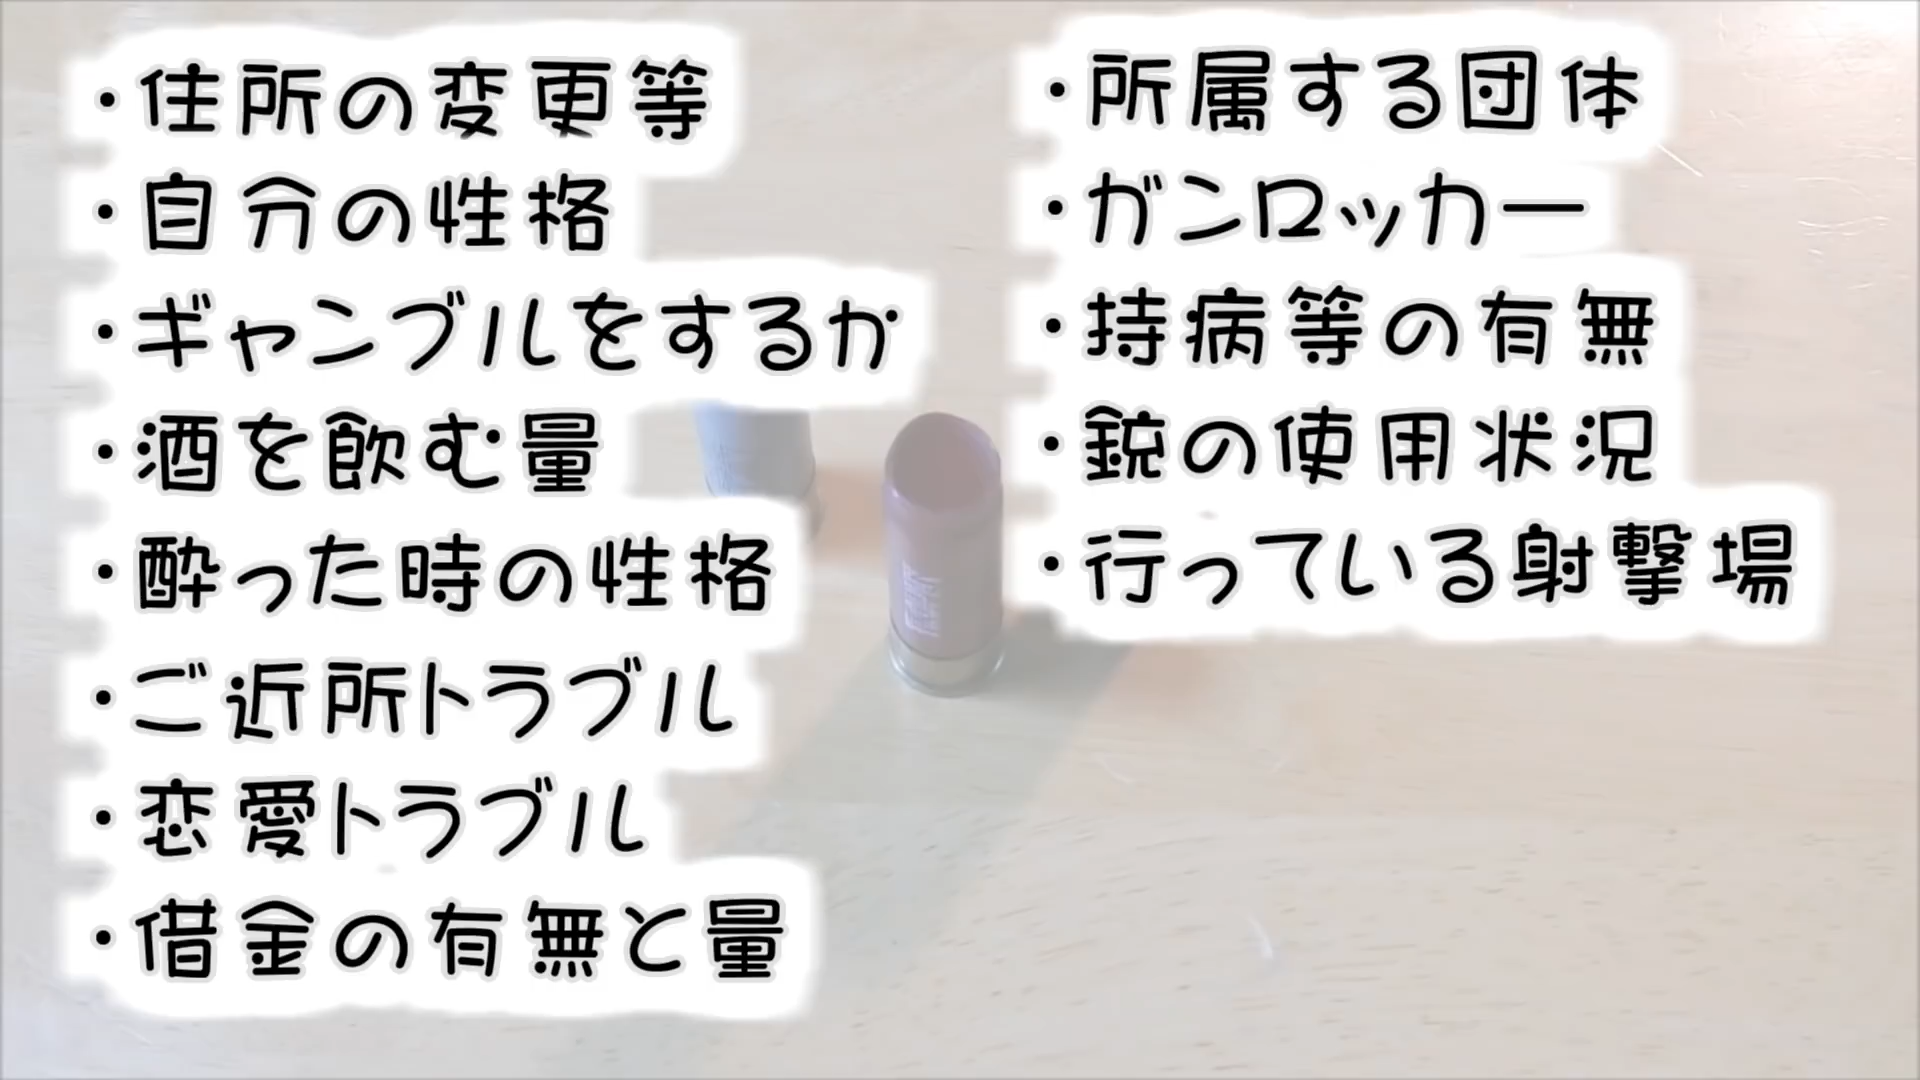 ・住所の変更等
・自分の性格
・ギャンブルをするか
・酒を飲む量
・酔った時の性格
・ご近所トラブル
・恋愛トラブル
・借金の有無と量
・所属する団体
・ガンロッカー
・持病等の有無
・銃の使用状況
・行っている射撃場